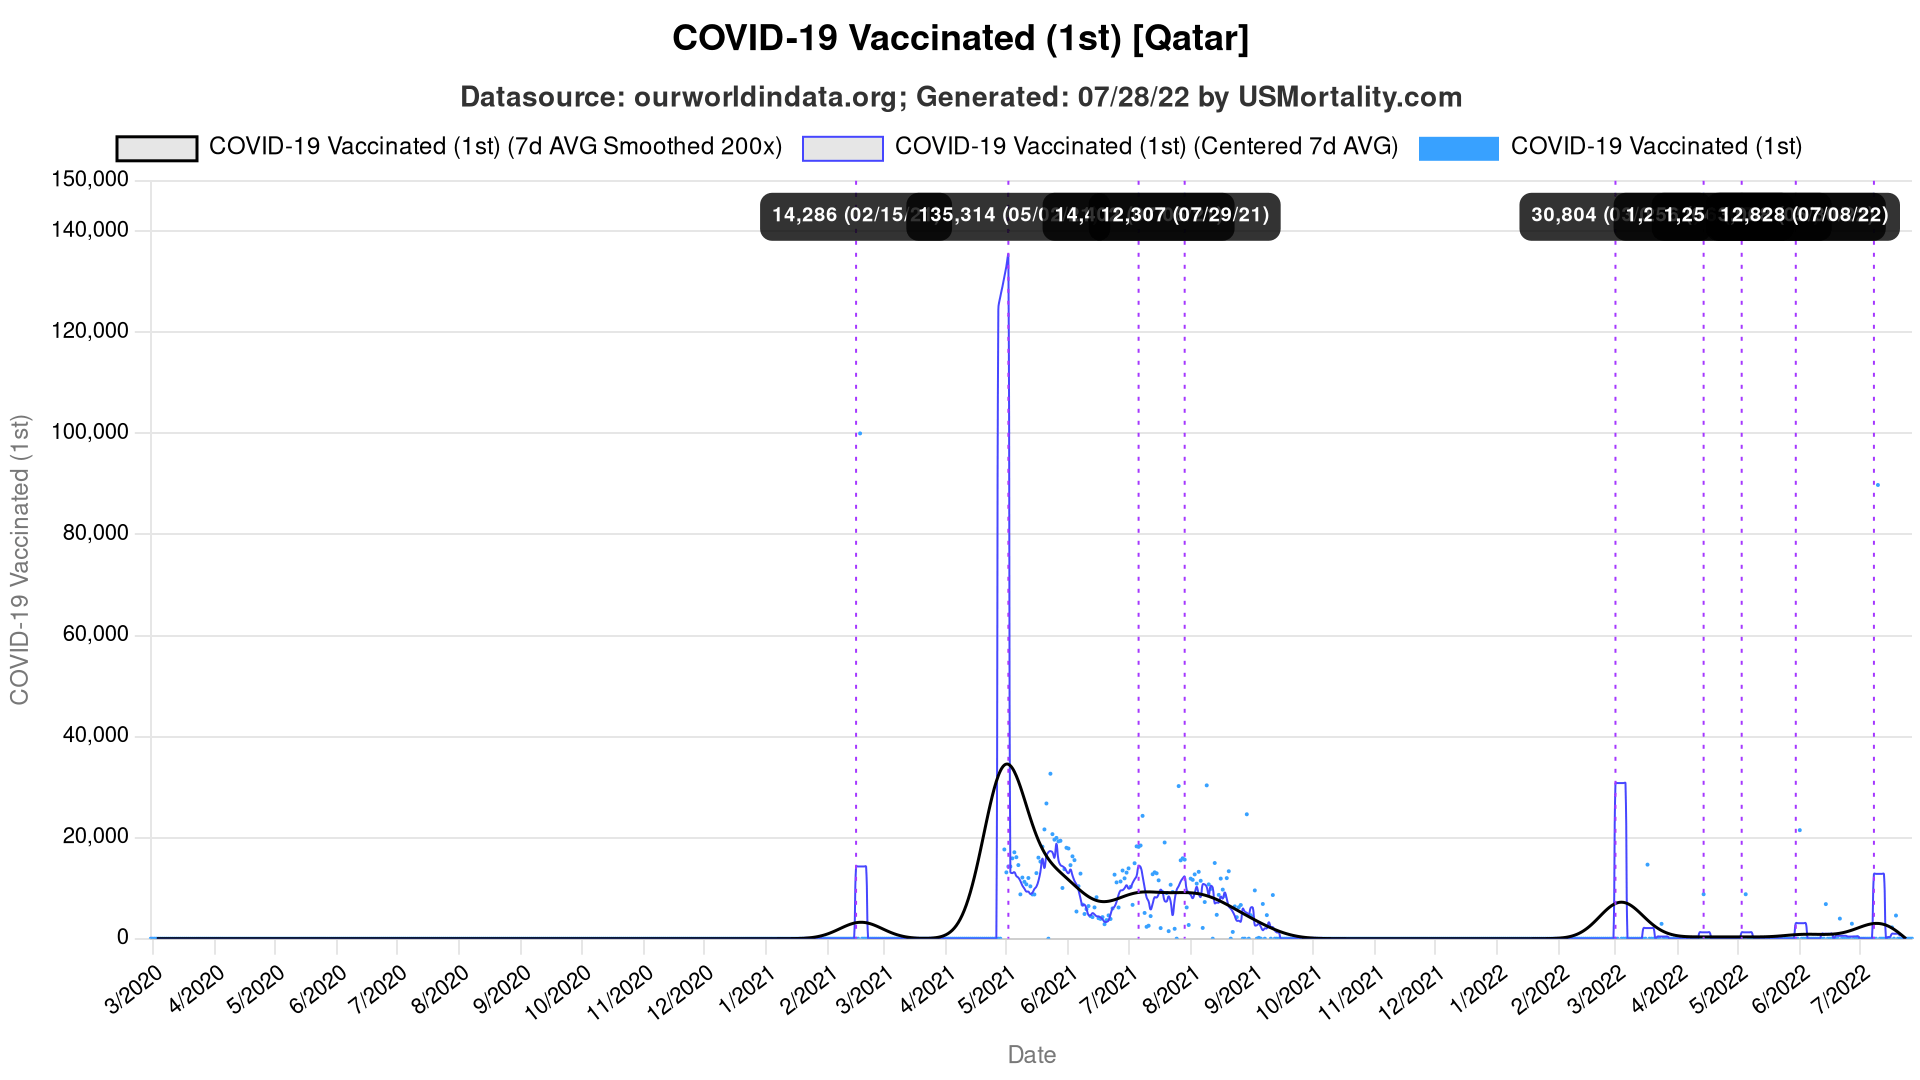 COVID-19 Vaccinated (1st) [Qatar]
Datasource: ourworldindata.org; Generated: 07/28/22 by USMortality.com
COVID-19 Vaccinated (1st) (7d AVG Smoothed 200x) COVID-19 Vaccinated (1st) (Centered 7d AVG) COVID-19 Vaccinated (1st)
150,000
14,286 (02/15/ 135,314 (05/02/ 14,4 12,307 (07/29/21) 30,804 (03/ 1,2 1,25 12,828 (07/08/22)
140,000
120,000
100,000
80,000
60,000
40,000
20,000
0
COVID-19 Vaccinated (1st)
3/2020 4/2020 5/2020 6/2020 7/2020 8/2020 9/2020 10/2020 11/2020 12/2020 1/2021 2/2021 3/2021 4/2021 5/2021 6/2021 7/2021 8/2021 9/2021 10/2021 11/2021 12/2021 1/2022 2/2022 3/2022 4/2022 5/2022 6/2022 7/2022
Date